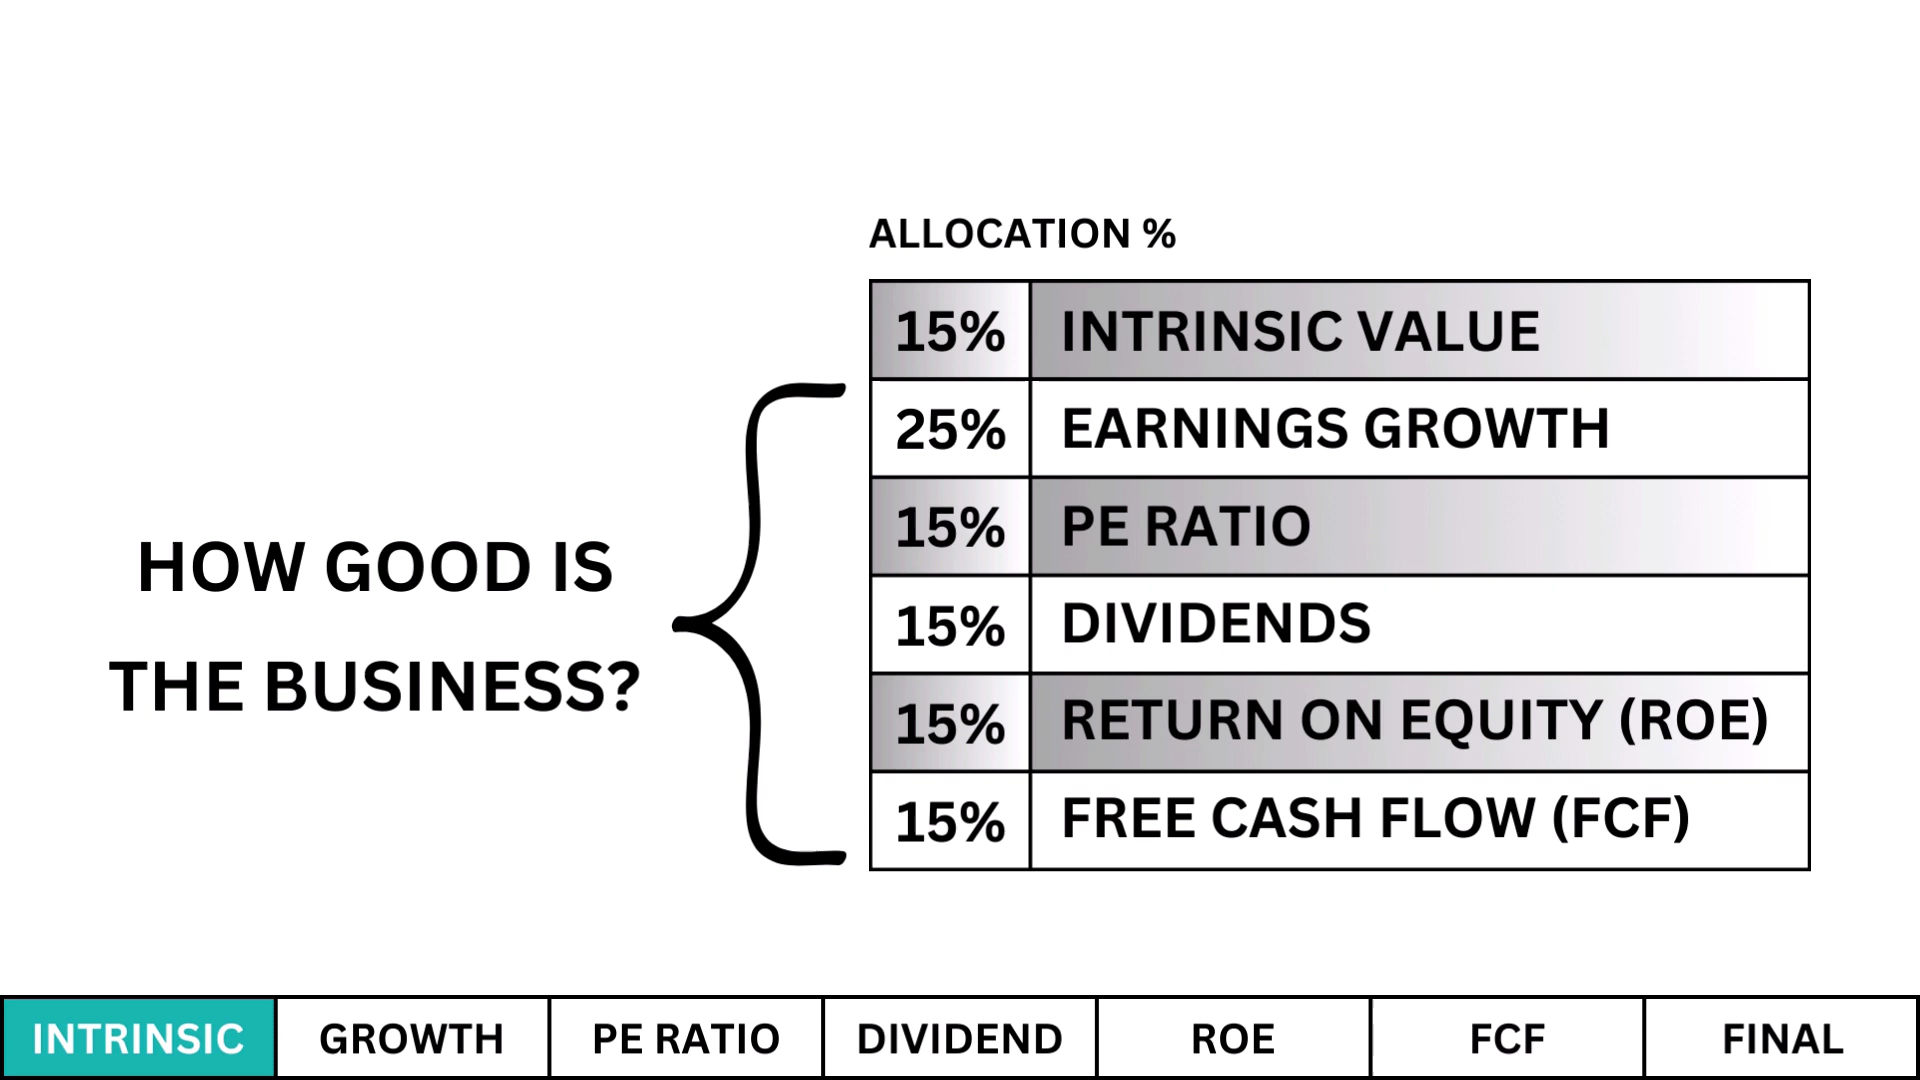 ALLOCATION %
15% INTRINSIC VALUE
25% EARNINGS GROWTH
15% PE RATIO
15% DIVIDENDS
15% RETURN ON EQUITY (ROE)
15% FREE CASH FLOW (FCF)
HOW GOOD IS
THE BUSINESS?
INTRINSIC GROWTH PE RATIO DIVIDEND ROE FCF FINAL